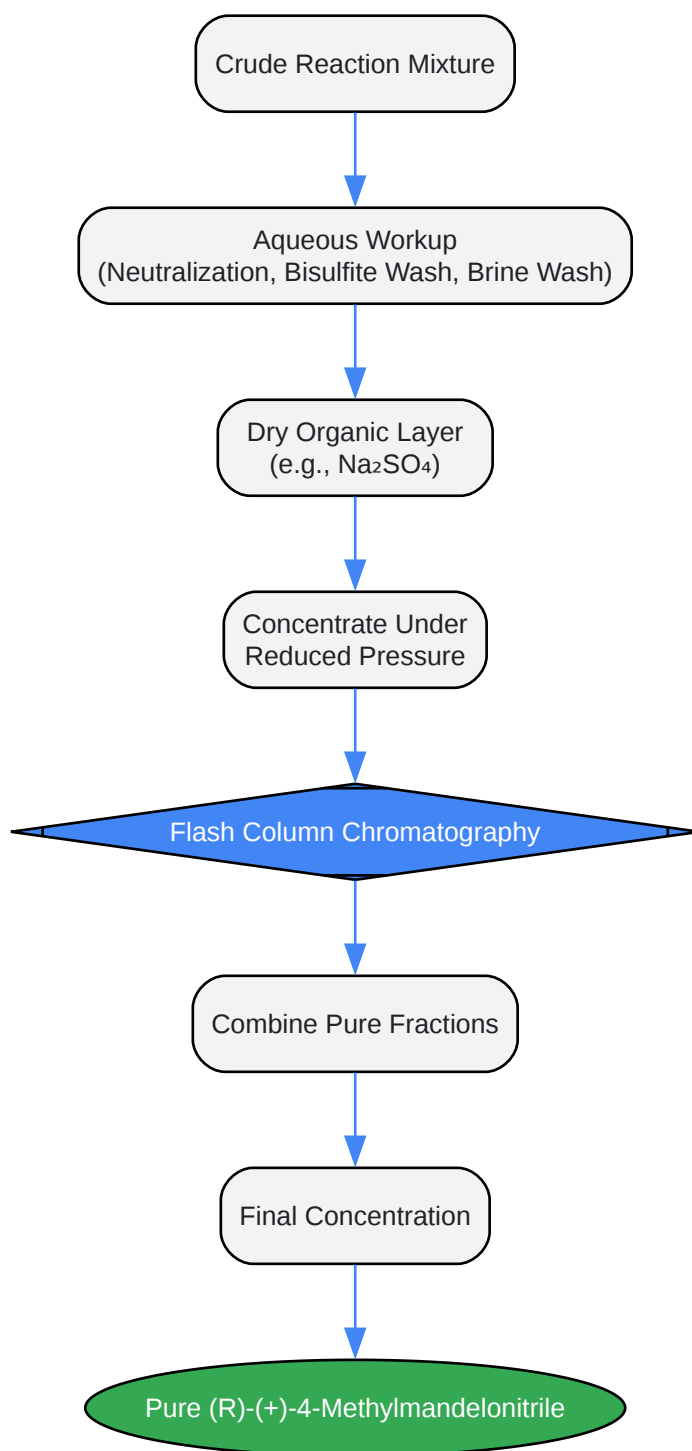 Crude Reaction Mixture
Aqueous Workup
(Neutralization, Bisulfite Wash, Brine Wash)
Dry Organic Layer
(e.g., Na₂SO₄)
Concentrate Under
Reduced Pressure
Flash Column Chromatography
Combine Pure Fractions
Final Concentration
Pure (R)-(+)-4-Methylmandelonitrile